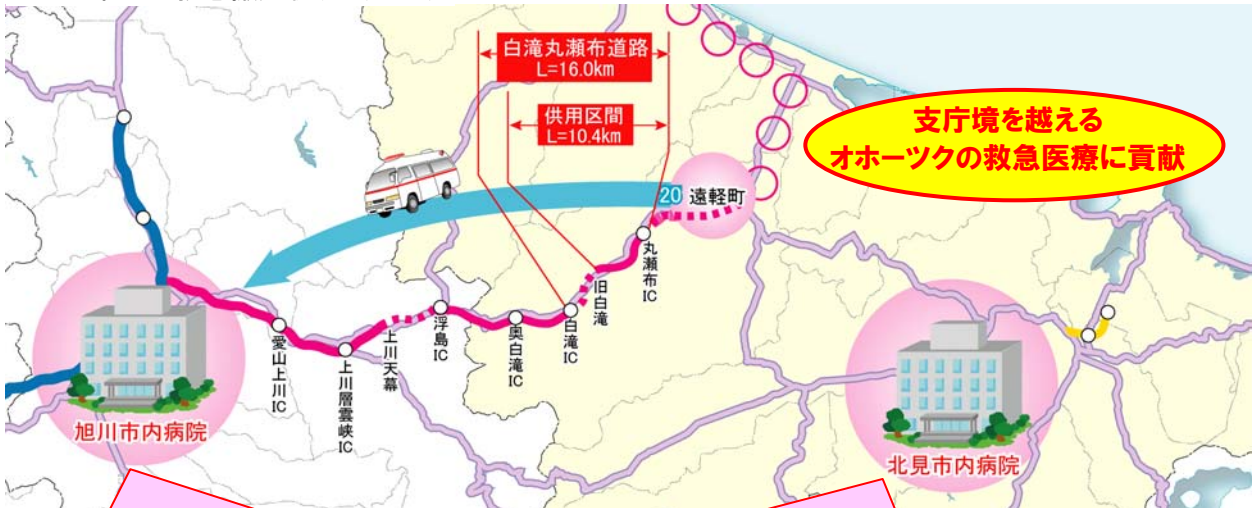 白滝丸瀬布道路
L=16.0km
供用区間
L=10.4km
支庁境を越える
オホーツクの救急医療に貢献
20 遠軽町
丸瀬布IC
旧白滝
白滝IC
奥白滝IC
浮島IC
上川天幕
上川層雲峡IC
愛山上川IC
旭川市内病院
北見市内病院